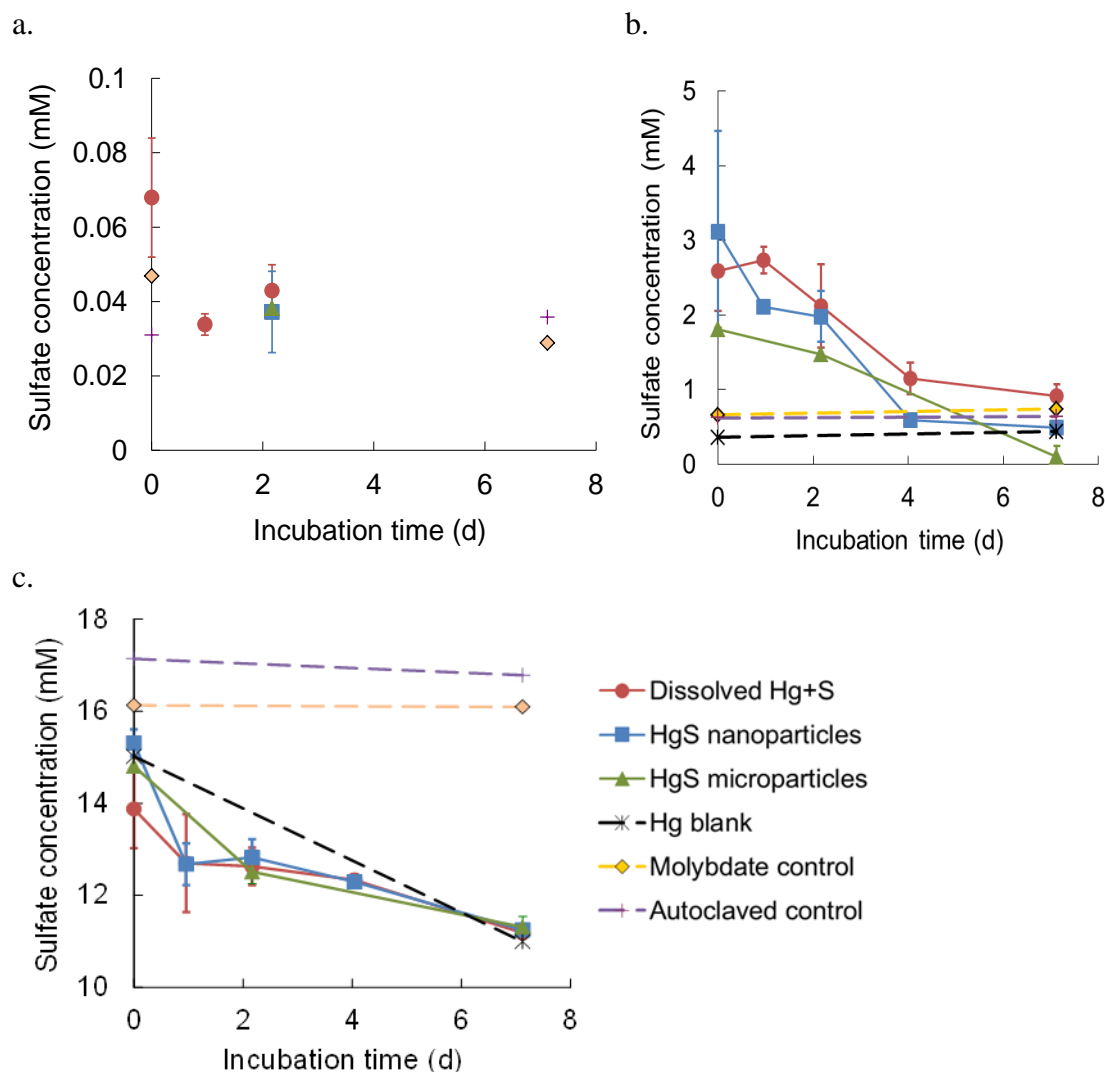 a.
Sulfate concentration (mM)
0.1
0.08
0.06
0.04
0.02
0
0 2 4 6 8
Incubation time (d)
b.
Sulfate concentration (mM)
5
4
3
2
1
0
0 2 4 6 8
Incubation time (d)
c.
Sulfate concentration (mM)
18
16
14
12
10
0 2 4 6 8
Incubation time (d)
Dissolved Hg+S
HgS nanoparticles
HgS microparticles
Hg blank
Molybdate control
Autoclaved control